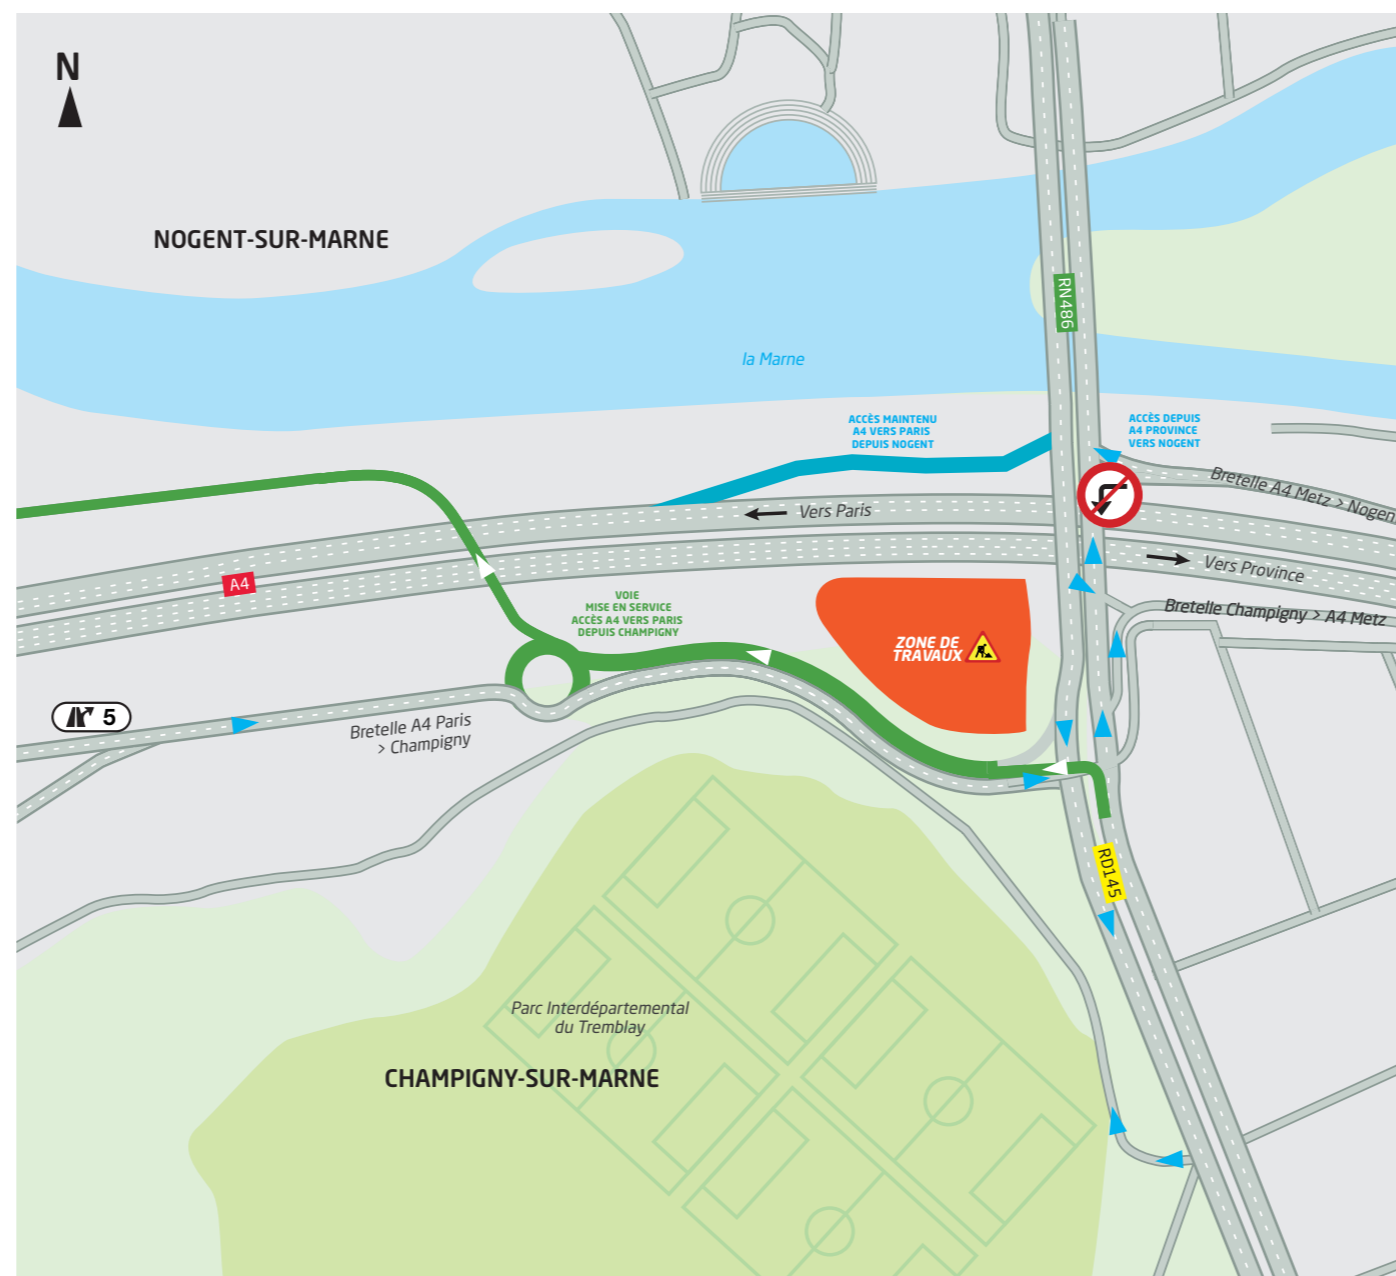 N
NOGENT-SUR-MARNE
RN486
la Marne
ACCÈS MAINTENU
A4 VERS PARIS
DEPUIS NOGENT
ACCÈS DEPUIS
A4 PROVINCE
VERS NOGENT
Bretelle A4 Metz > Nogen
Vers Paris
Vers Province
A4
VOIE
MISE EN SERVICE
ACCÈS A4 VERS PARIS
DEPUIS CHAMPIGNY
Bretelle Champigny > A4 Metz
ZONE DE
TRAVAUX
5
Bretelle A4 Paris
> Champigny
RD145
Parc Interdépartemental
du Tremblay
CHAMPIGNY-SUR-MARNE